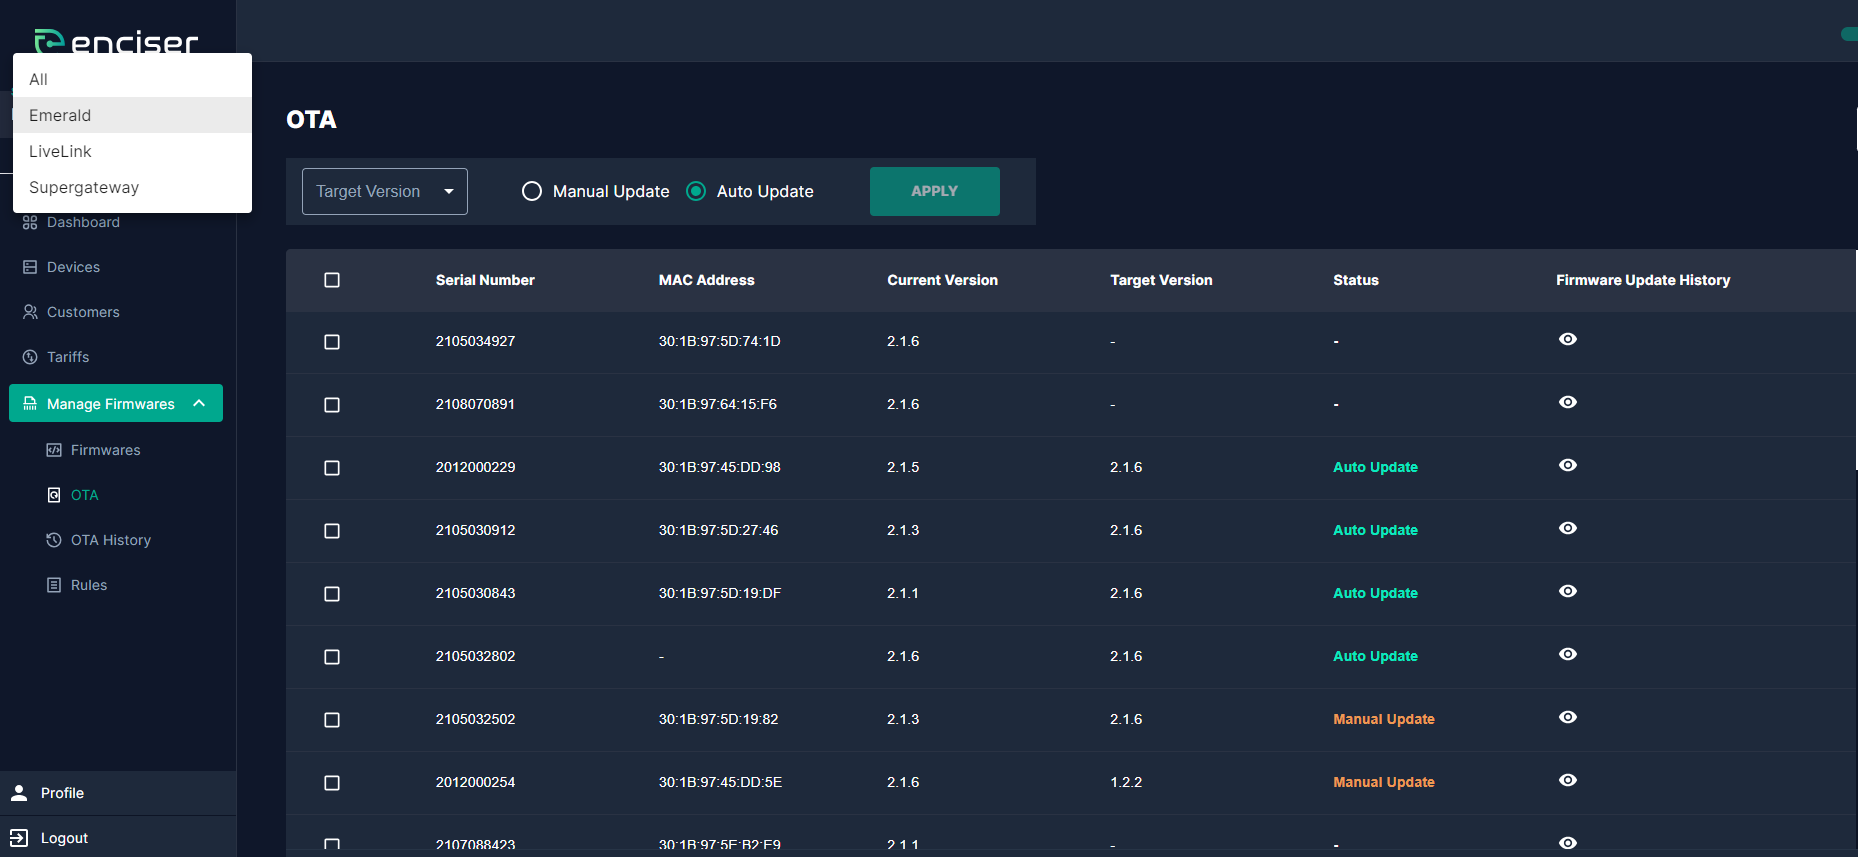 enciser
All
Emerald
LiveLink
Supergateway
Dashboard
Devices
Customers
Tariffs
Manage Firmwares
Firmwares
OTA
OTA History
Rules
Profile
Logout
OTA
Target Version Manual Update Auto Update APPLY
Serial Number MAC Address Current Version Target Version Status Firmware Update History
2105034927 30:1B:97:5D:74:1D 2.1.6 - -
2108070891 30:1B:97:64:15:F6 2.1.6 - -
2012000229 30:1B:97:45:DD:98 2.1.5 2.1.6 Auto Update
2105030912 30:1B:97:5D:27:46 2.1.3 2.1.6 Auto Update
2105030843 30:1B:97:5D:19:DF 2.1.1 2.1.6 Auto Update
2105032802 - 2.1.6 2.1.6 Auto Update
2105032502 30:1B:97:5D:19:82 2.1.3 2.1.6 Manual Update
2012000254 30:1B:97:45:DD:5E 2.1.6 1.2.2 Manual Update
2107088423 30:1B:97:5E:B2:E9 2.1.1 - -